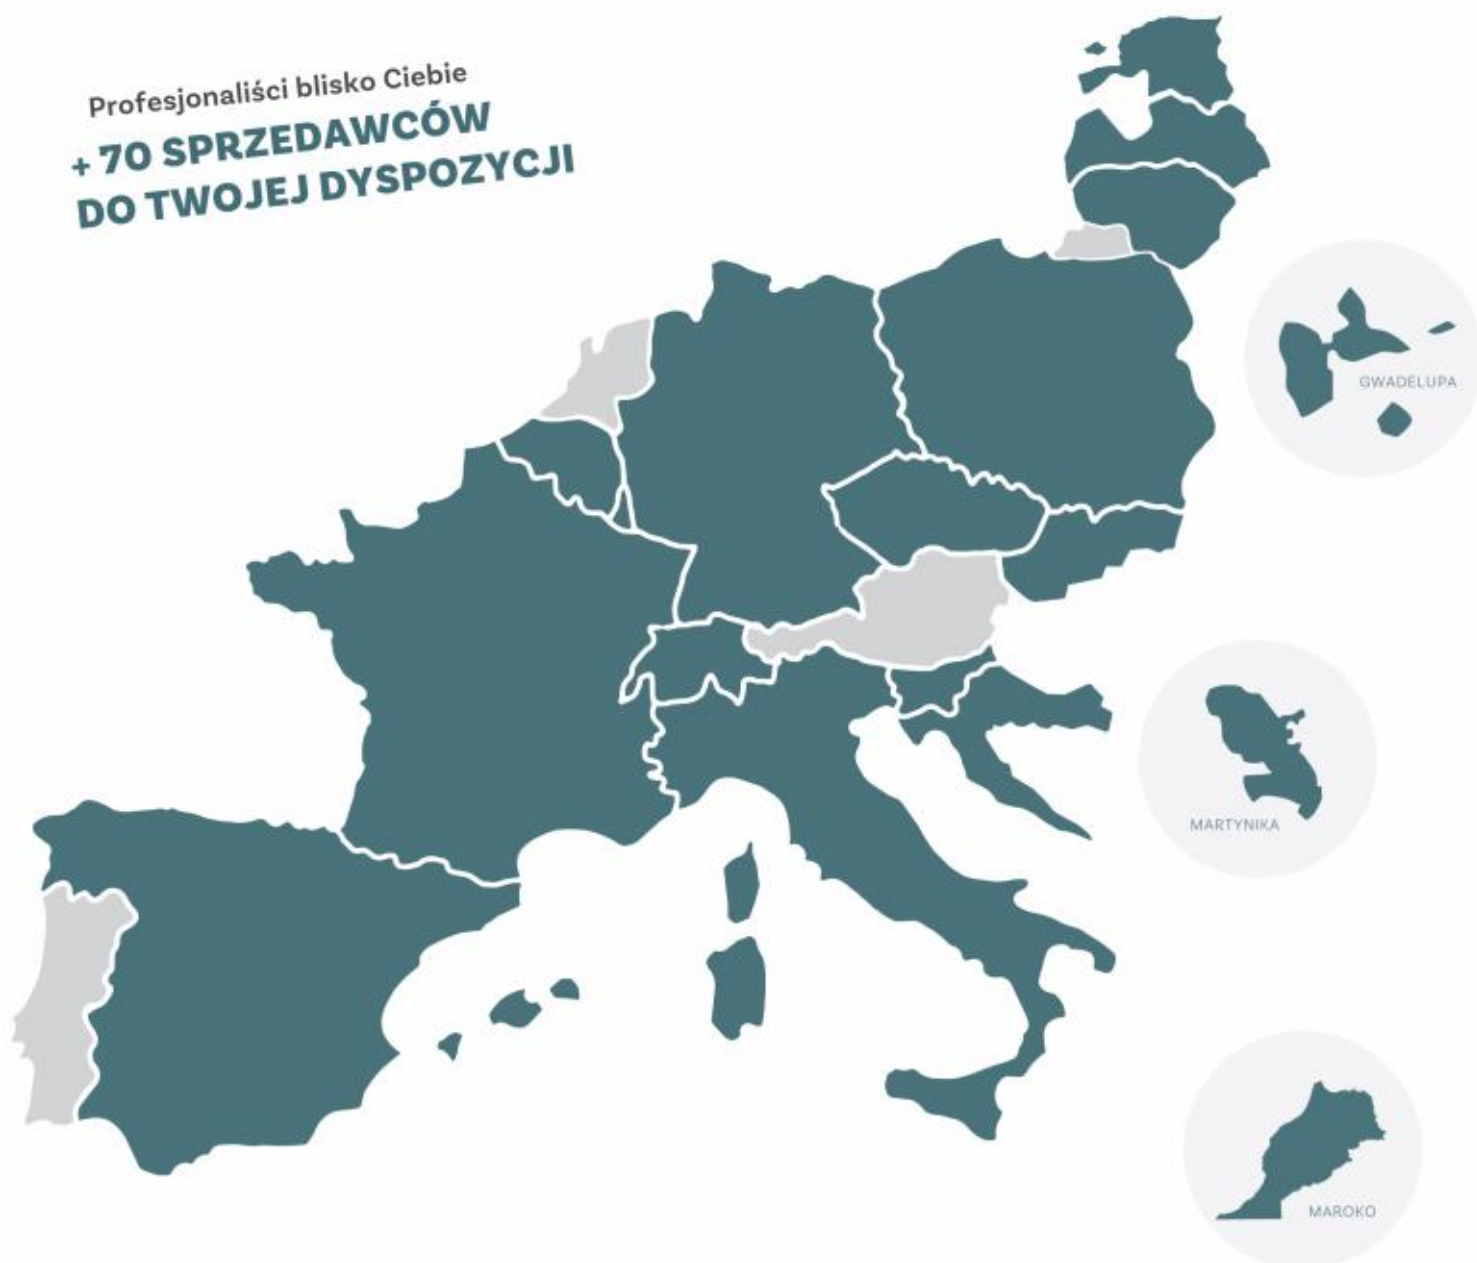 Profesjonaliści blisko Ciebie
+ 70 SPRZEDAWCÓW
DO TWOJEJ DYSPOZYCJI
GWADELUPA
MARTYNIKA
MAROKO